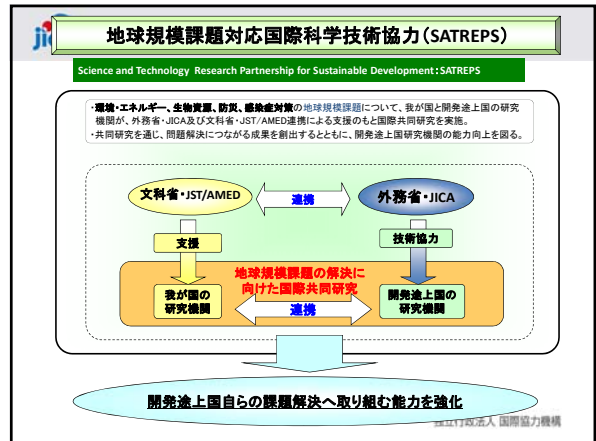 地球規模課題対応国際科学技術協力(SATREPS)
Science and Technology Research Partnership for Sustainable Development:SATREPS
・環境・エネルギー、生物資源、防災、感染症対策の地球規模課題について、我が国と開発途上国の研究
機関が、外務省・JICA及び文科省・JST/AMED連携による支援のもと国際共同研究を実施。
・共同研究を通じ、問題解決につながる成果を創出するとともに、開発途上国研究機関の能力向上を図る。
文科省・JST/AMED
連携
外務省・JICA
支援
技術協力
地球規模課題の解決に
向けた国際共同研究
我が国の
研究機関
連携
開発途上国の
研究機関
開発途上国自らの課題解決へ取り組む能力を強化
独立行政法人 国際協力機構